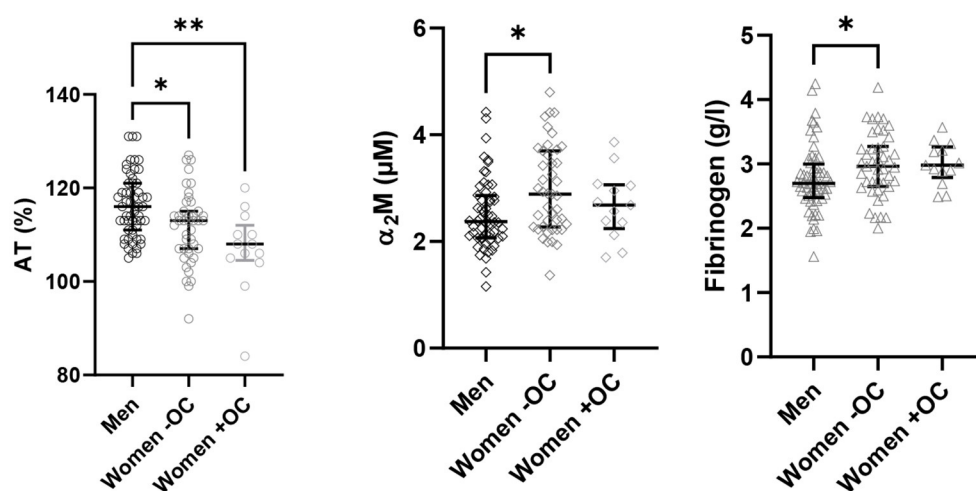 **
*
140
120
100
80
AT (%)
Men
Women -OC
Women +OC
*
6
4
2
0
α₂M (μM)
Men
Women -OC
Women +OC
*
5
4
3
2
1
0
Fibrinogen (g/l)
Men
Women -OC
Women +OC